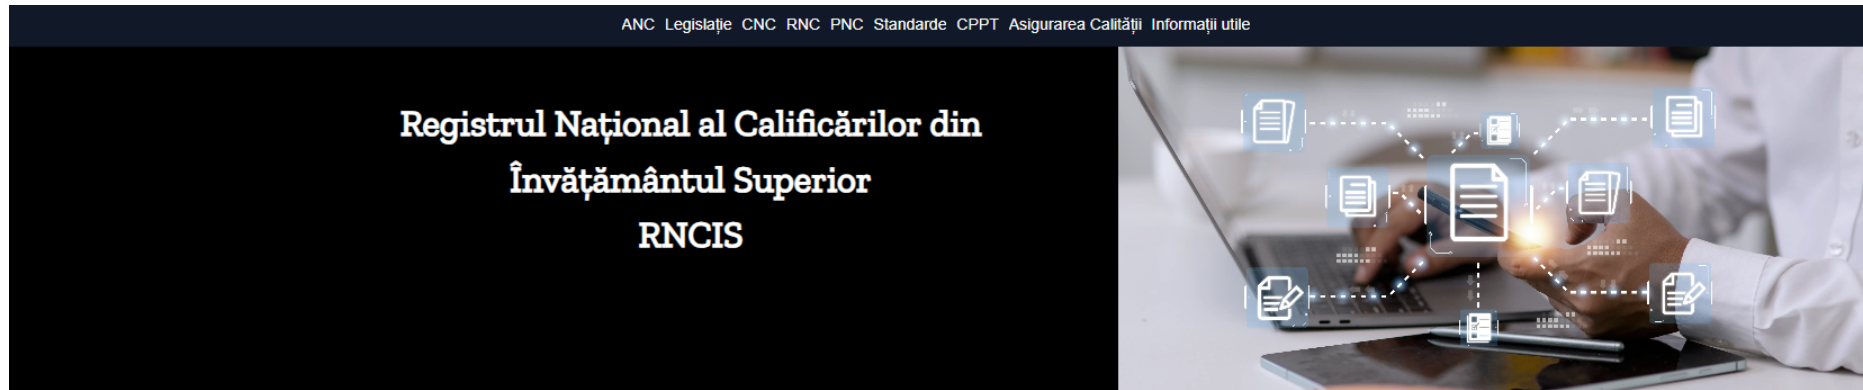 ANC Legislație CNC RNC PNC Standarde CPPT Asigurarea Calității Informații utile
Registrul Național al Calificărilor din
Învățământul Superior
RNCIS